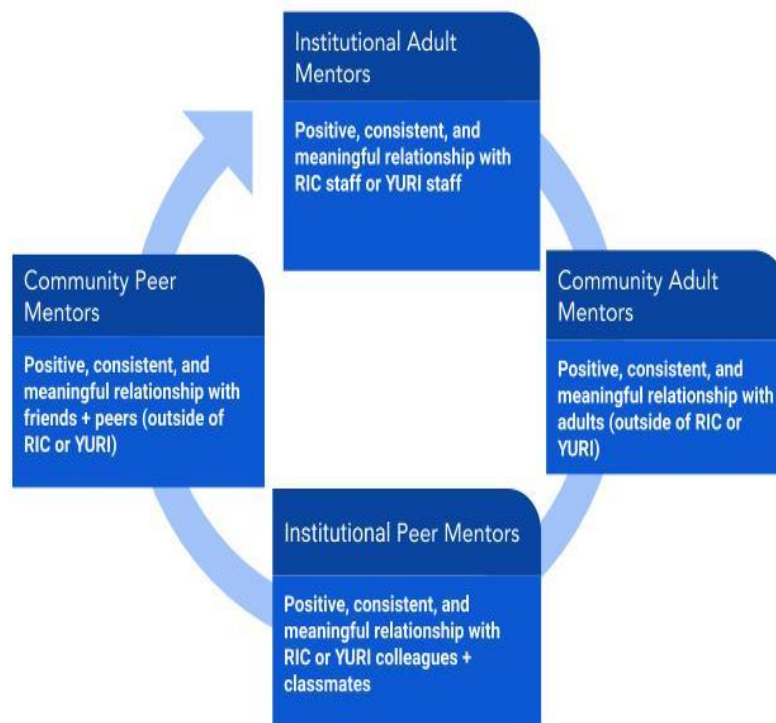 Institutional Adult
Mentors
Positive, consistent, and
meaningful relationship with
RIC staff or YURI staff
Community Adult
Mentors
Positive, consistent, and
meaningful relationship with
adults (outside of RIC or
YURI)
Institutional Peer Mentors
Positive, consistent, and
meaningful relationship with
RIC or YURI colleagues +
classmates
Community Peer
Mentors
Positive, consistent, and
meaningful relationship with
friends + peers (outside of
RIC or YURI)